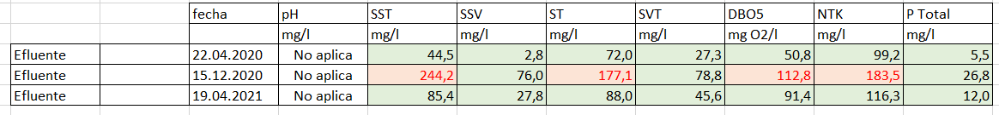 fecha pH SST SSV ST SVT DBO5 NTK P Total
mg/l mg/l mg/l mg/l mg/l mg O2/l mg/l mg/l
Efluente 22.04.2020 No aplica 44,5 2,8 72,0 27,3 50,8 99,2 5,5
Efluente 15.12.2020 No aplica 244,2 76,0 177,1 78,8 112,8 183,5 26,8
Efluente 19.04.2021 No aplica 85,4 27,8 88,0 45,6 91,4 116,3 12,0